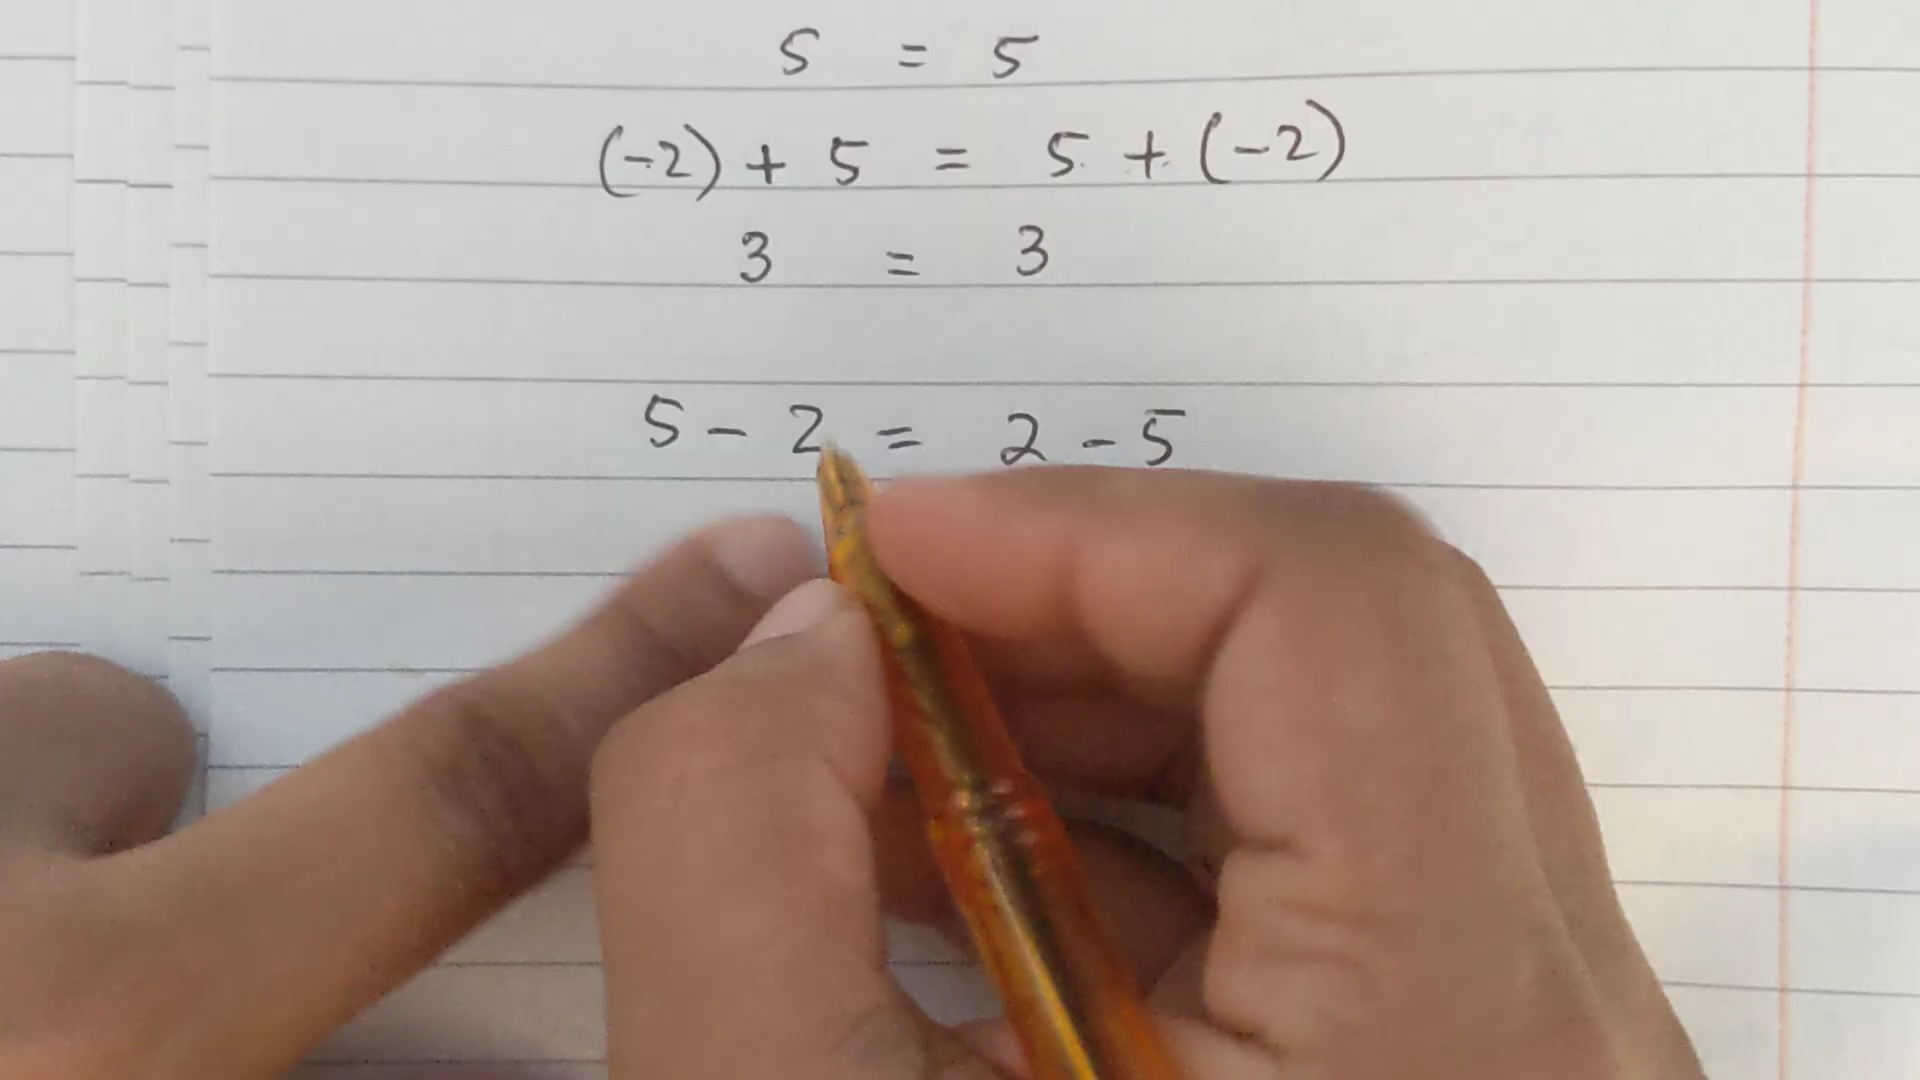 5 = 5
(-2) + 5 = 5 + (-2)
3 = 3
5 - 2 = 2 - 5